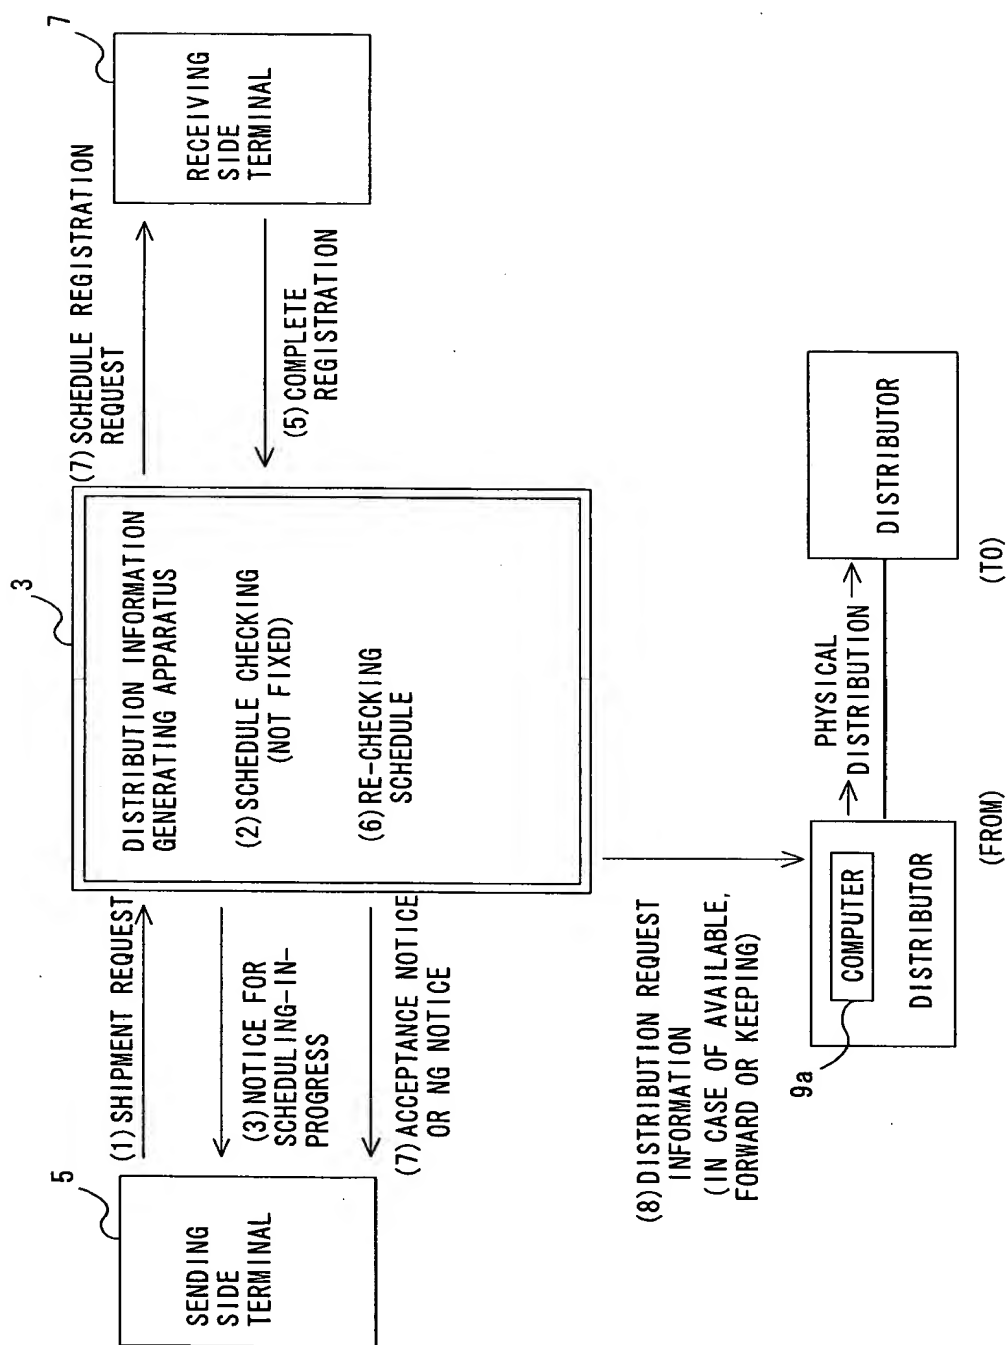 5
SENDING
SIDE
TERMINAL
(1)SHIPMENT REQUEST
(3)NOTICE FOR
SCHEDULING-IN-
PROGRESS
(7)ACCEPTANCE NOTICE
OR NG NOTICE
3
DISTRIBUTION INFORMATION
GENERATING APPARATUS
(2)SCHEDULE CHECKING
(NOT FIXED)
(6)RE-CHECKING
SCHEDULE
(7)SCHEDULE REGISTRATION
REQUEST
(5)COMPLETE
REGISTRATION
7
RECEIVING
SIDE
TERMINAL
(8)DISTRIBUTION REQUEST
INFORMATION
(IN CASE OF AVAILABLE,
FORWARD OR KEEPING)
9a
COMPUTER
DISTRIBUTOR
(FROM)
PHYSICAL
DISTRIBUTION
DISTRIBUTOR
(TO)